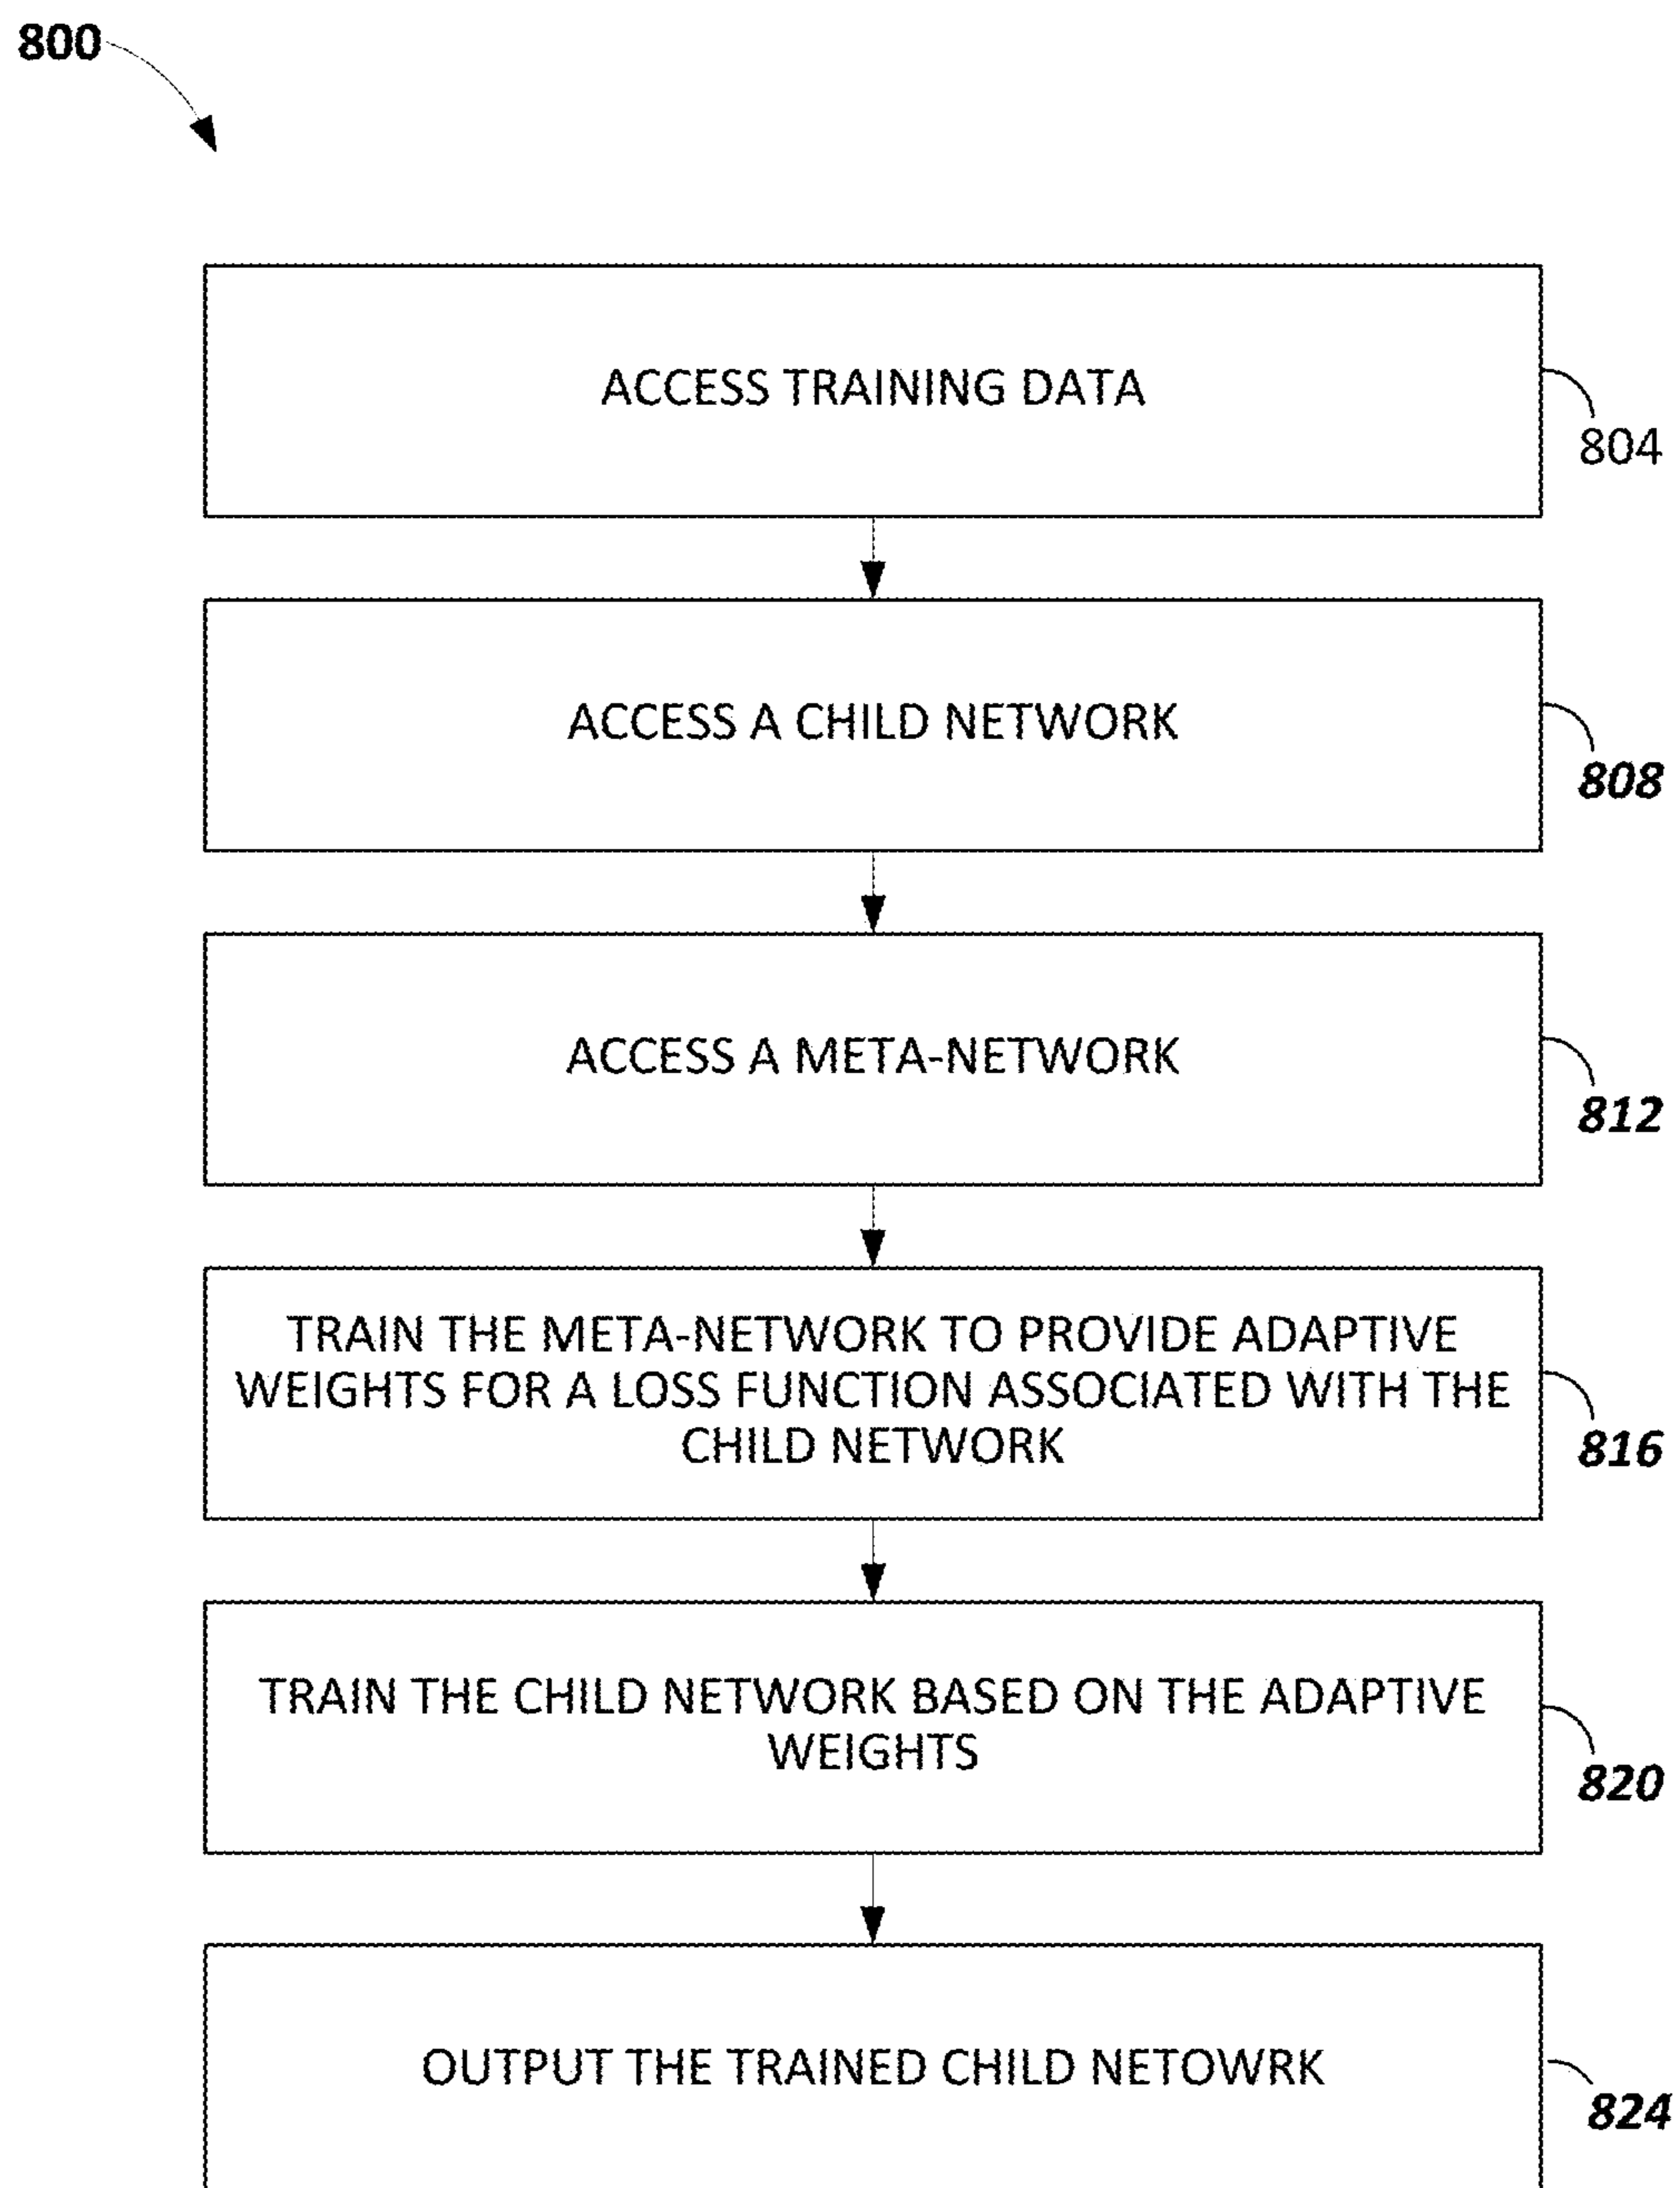 800
ACCESS TRAINING DATA
804
ACCESS A CHILD NETWORK
808
ACCESS A META-NETWORK
812
TRAIN THE META-NETWORK TO PROVIDE ADAPTIVE
WEIGHTS FOR A LOSS FUNCTION ASSOCIATED WITH THE
CHILD NETWORK
816
TRAIN THE CHILD NETWORK BASED ON THE ADAPTIVE
WEIGHTS
820
OUTPUT THE TRAINED CHILD NETOWRK
824